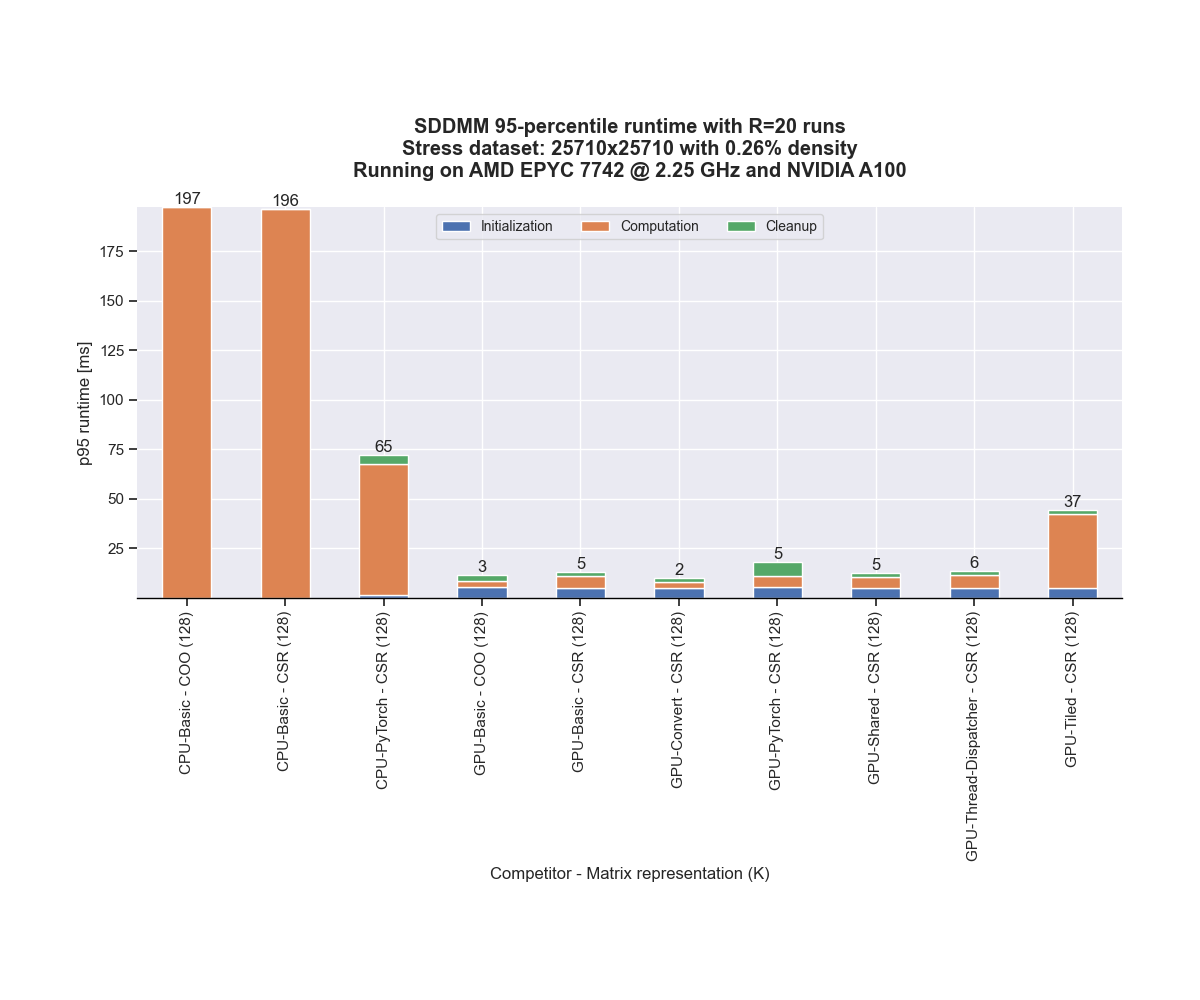 SDDMM 95-percentile runtime with R=20 runs
Stress dataset: 25710x25710 with 0.26% density
Running on AMD EPYC 7742 @ 2.25 GHz and NVIDIA A100
197
196
65
3
5
2
5
5
6
37
Initialization
Computation
Cleanup
p95 runtime [ms]
175
150
125
100
75
50
25
CPU-Basic - COO (128)
CPU-Basic - CSR (128)
CPU-PyTorch - CSR (128)
GPU-Basic - COO (128)
GPU-Basic - CSR (128)
GPU-Convert - CSR (128)
GPU-PyTorch - CSR (128)
GPU-Shared - CSR (128)
GPU-Thread-Dispatcher - CSR (128)
GPU-Tiled - CSR (128)
Competitor - Matrix representation (K)